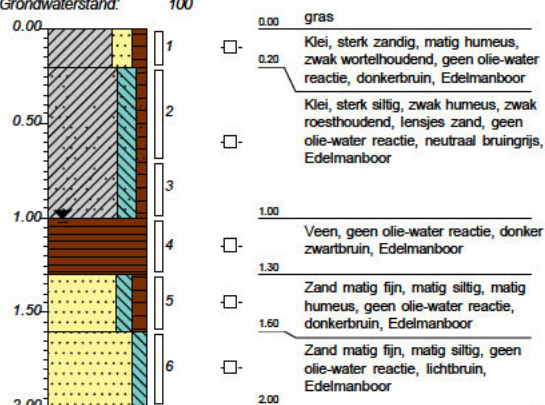 Grondwaterstand: 100
0.00
0.50
1.00
1.50
2.00
1
2
3
4
5
6
0.00
gras
Klei, sterk zandig, matig humeus,
zwak wortelhoudend, geen olie-water
reactie, donkerbruin, Edelmanboor
0.20
Klei, sterk siltig, zwak humeus, zwak
roesthoudend, lensjes zand, geen
olie-water reactie, neutraal bruingrijs,
Edelmanboor
1.00
Veen, geen olie-water reactie, donker
zwartbruin, Edelmanboor
1.30
Zand matig fijn, matig siltig, matig
humeus, geen olie-water reactie,
donkerbruin, Edelmanboor
1.60
Zand matig fijn, matig siltig, geen
olie-water reactie, lichtbruin,
Edelmanboor
2.00